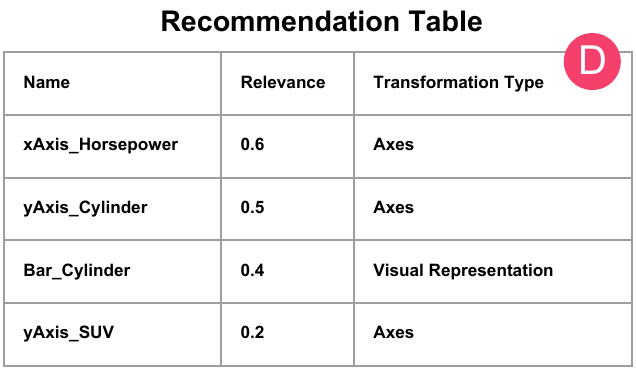 Recommendation Table
D
Name Relevance Transformation Type
xAxis_Horsepower 0.6 Axes
yAxis_Cylinder 0.5 Axes
Bar_Cylinder 0.4 Visual Representation
yAxis_SUV 0.2 Axes